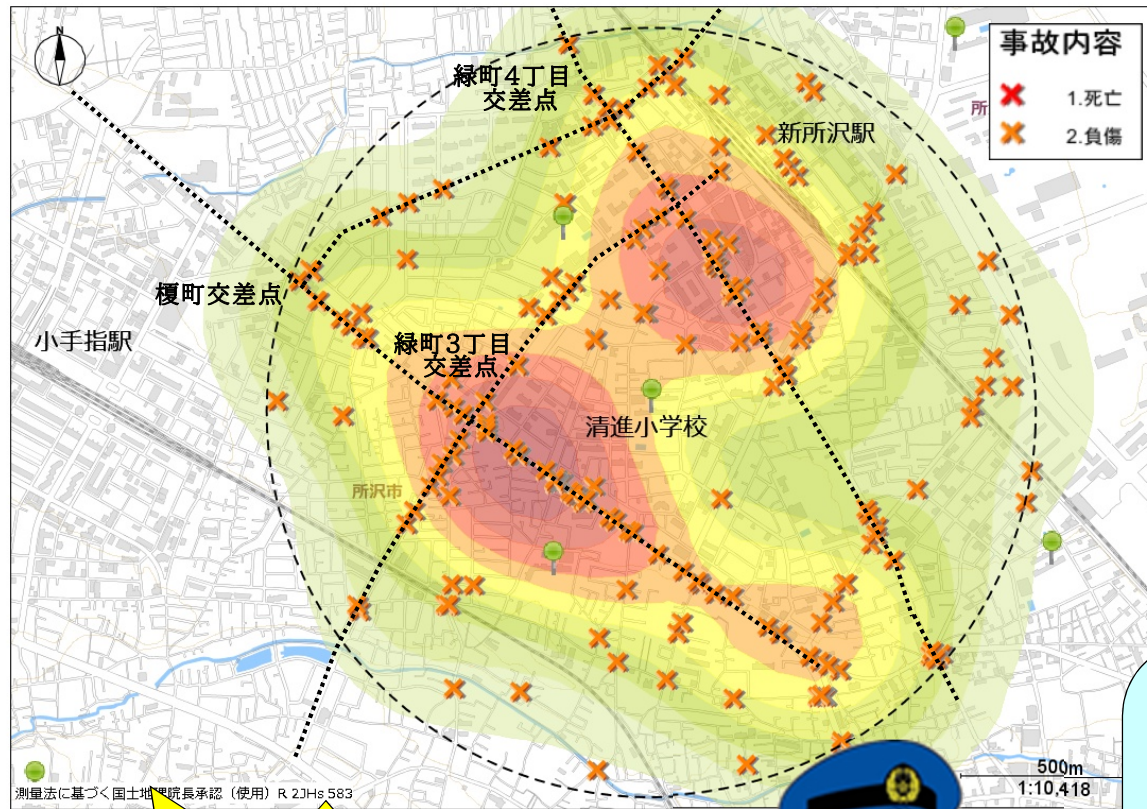 N
緑町4丁目
交差点
新所沢駅
事故内容
1.死亡
2.負傷
所
榎町交差点
小手指駅
緑町3丁目
交差点
清進小学校
所沢市
500m
1:10,418
測量法に基づく国土地理院長承認(使用)R 2JHs 583